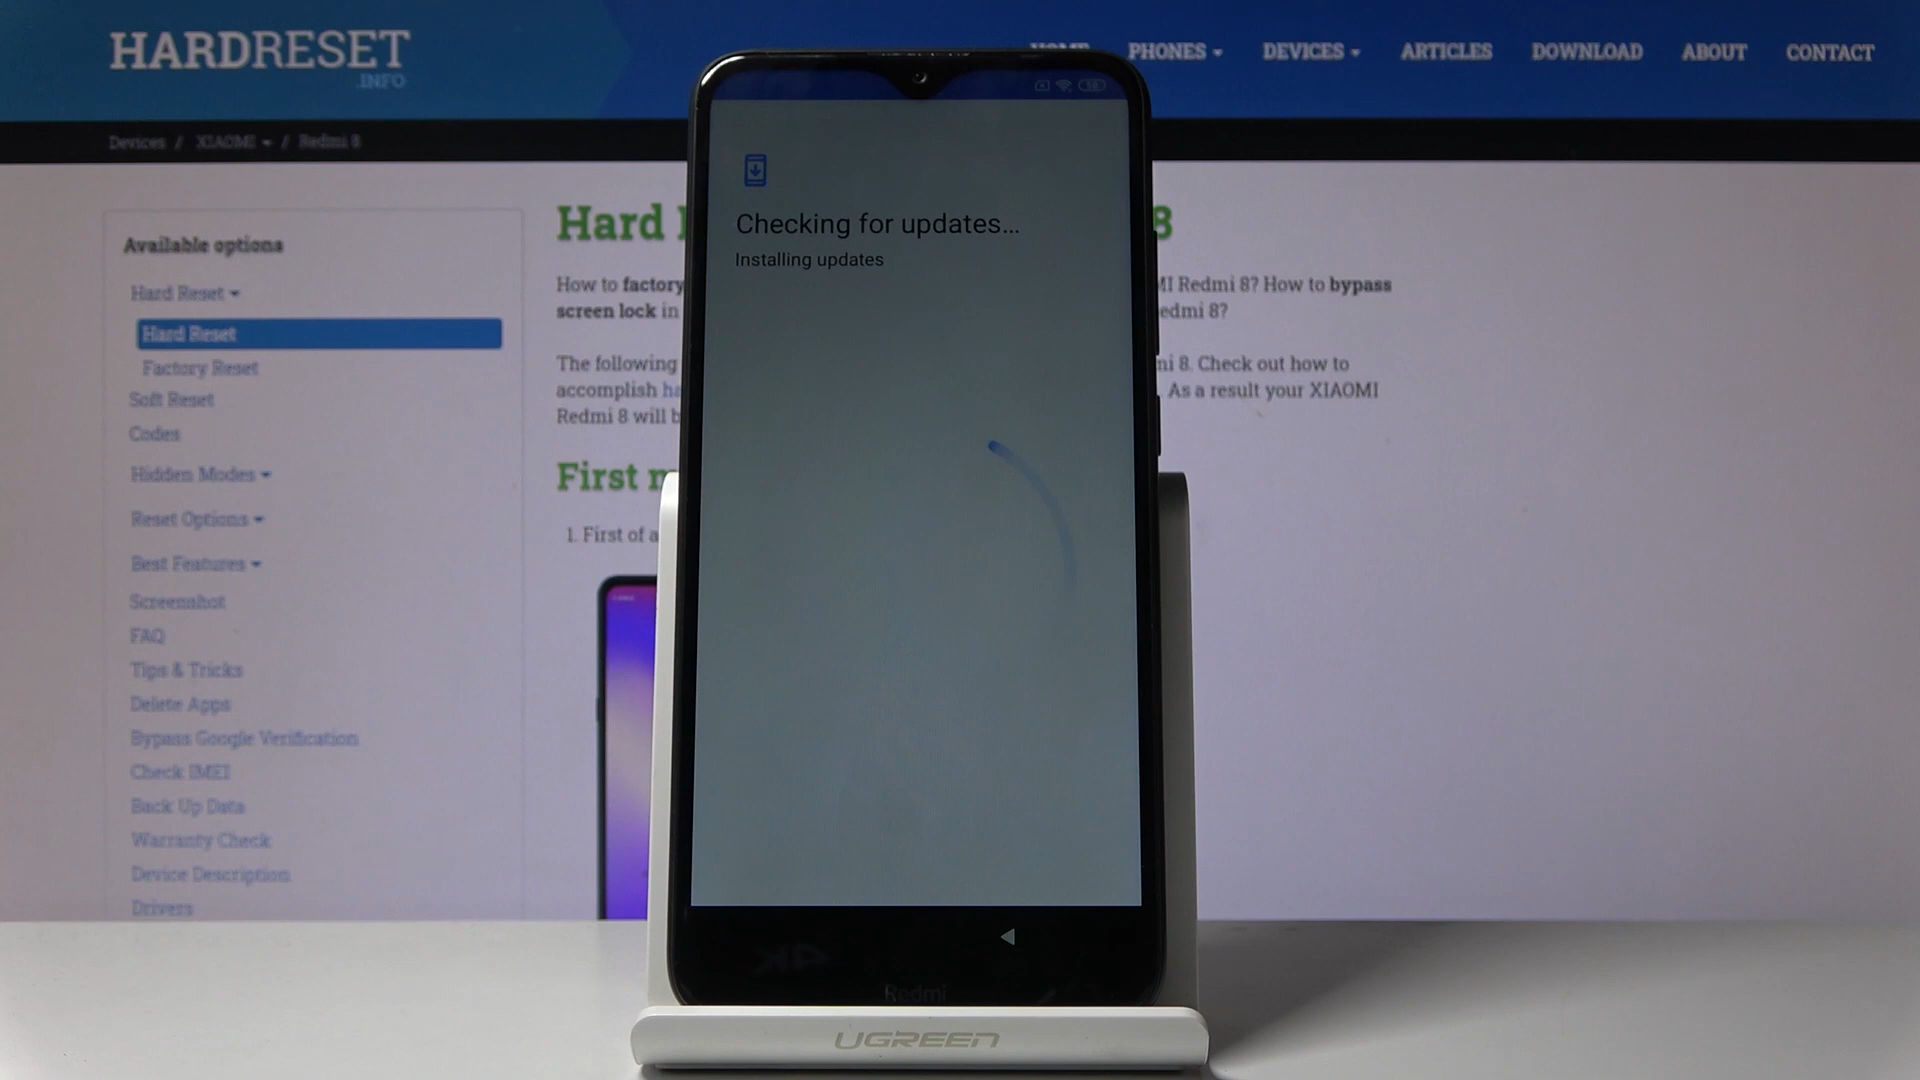 HARDRESET
.INFO
HOME PHONES DEVICES ARTICLES DOWNLOAD ABOUT CONTACT
Devices / XIAOMI / Redmi 8
Available options
Hard Reset
Hard Reset
Factory Reset
Soft Reset
Codes
Hidden Modes
Reset Options
Best Features
Screenshot
FAQ
Tips & Tricks
Delete Apps
Bypass Google Verification
Check IMEI
Back Up Data
Warranty Check
Device Description
Drivers
Hard 8
How to factory MI Redmi 8? How to bypass
screen lock in edmi 8?
The following mi 8. Check out how to
accomplish ha . As a result your XIAOMI
Redmi 8 will b
First m
1. First of a
Checking for updates...
Installing updates
4K
Redmi
UGREEN